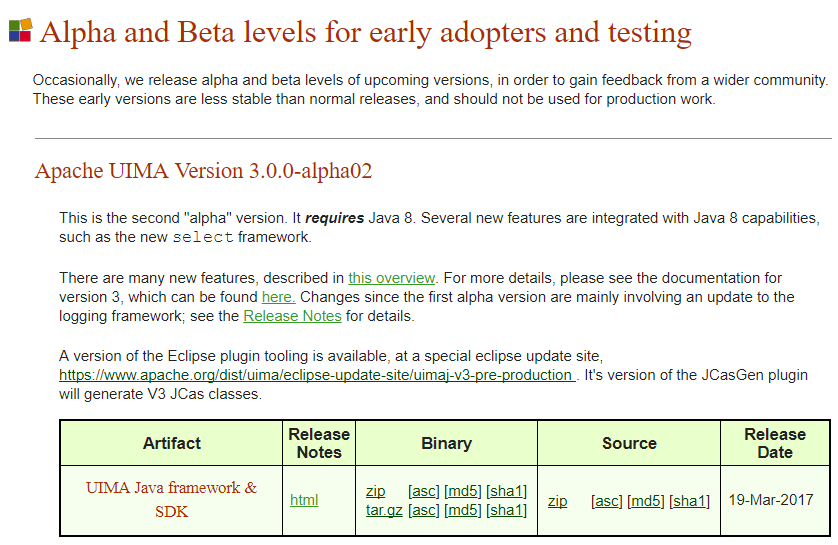 Alpha and Beta levels for early adopters and testing
Occasionally, we release alpha and beta levels of upcoming versions, in order to gain feedback from a wider community.
These early versions are less stable than normal releases, and should not be used for production work.
Apache UIMA Version 3.0.0-alpha02
This is the second "alpha" version. It requires Java 8. Several new features are integrated with Java 8 capabilities,
such as the new select framework.
There are many new features, described in this overview. For more details, please see the documentation for
version 3, which can be found here. Changes since the first alpha version are mainly involving an update to the
logging framework; see the Release Notes for details.
A version of the Eclipse plugin tooling is available, at a special eclipse update site,
https://www.apache.org/dist/uima/eclipse-update-site/uimaj-v3-pre-production . It's version of the JCasGen plugin
will generate V3 JCas classes.
Artifact
Release
Notes
Binary
Source
Release
Date
UIMA Java framework &
SDK
html
zip [asc] [md5] [sha1]
tar.gz [asc] [md5] [sha1]
zip [asc] [md5] [sha1]
19-Mar-2017